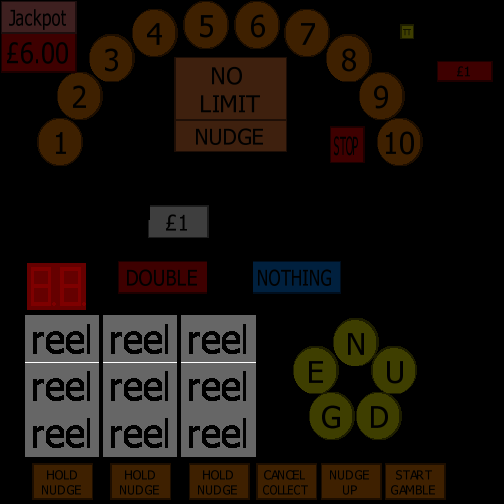 Jackpot
£6.00
1
2
3
4
5
6
7
8
9
10
NO
LIMIT
NUDGE
STOP
£1
£1
DOUBLE
NOTHING
reel reel reel
reel reel reel
reel reel reel
N
U
D
G
E
HOLD
NUDGE
HOLD
NUDGE
HOLD
NUDGE
CANCEL
COLLECT
NUDGE
UP
START
GAMBLE